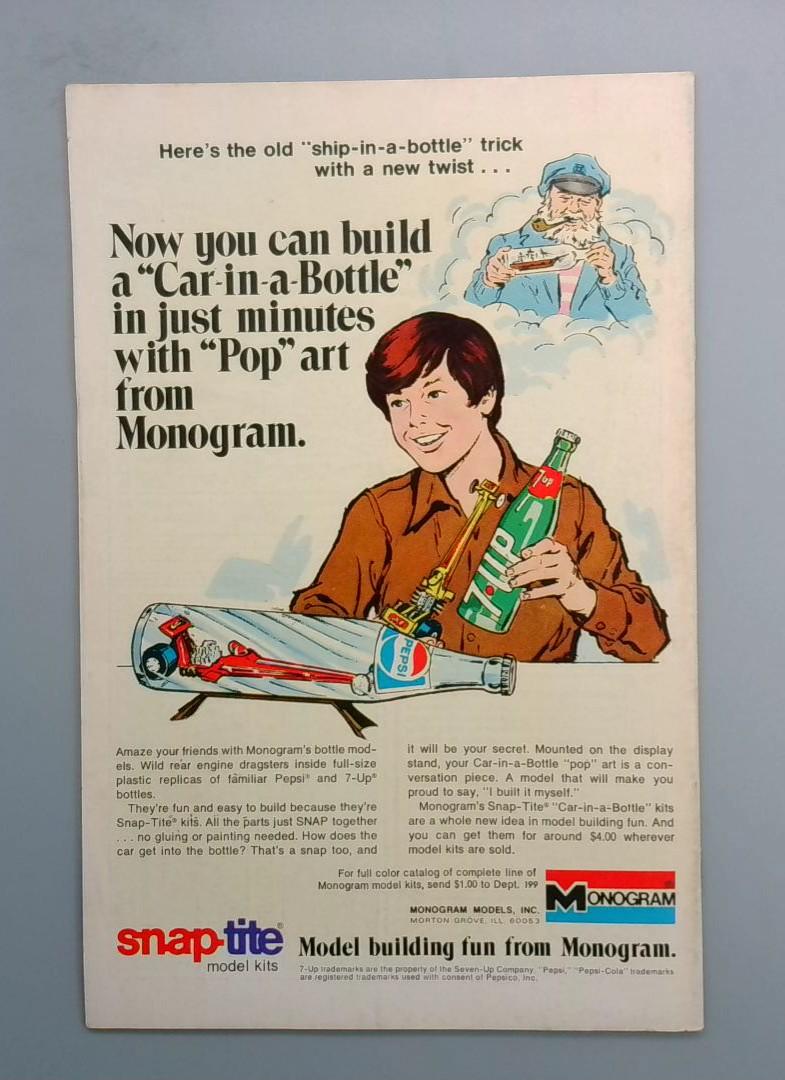 Here's the old "ship-in-a-bottle" trick
with a new twist . . .
Now you can build
a "Car-in-a-Bottle"
in just minutes
with "Pop" art
from
Monogram.
7up
7-UP
PEPSI
Amaze your friends with Monogram's bottle mod-
els. Wild rear engine dragsters inside full-size
plastic replicas of familiar Pepsi® and 7-Up®
bottles.
They're fun and easy to build because they're
Snap-Tite® kits. All the parts just SNAP together
. . . no gluing or painting needed. How does the
car get into the bottle? That's a snap too, and
it will be your secret. Mounted on the display
stand, your Car-in-a-Bottle "pop" art is a con-
versation piece. A model that will make you
proud to say, "I built it myself."
Monogram's Snap-Tite® "Car-in-a-Bottle" kits
are a whole new idea in model building fun. And
you can get them for around $4.00 wherever
model kits are sold.
For full color catalog of complete line of
Monogram model kits, send $1.00 to Dept. 199
MONOGRAM MODELS, INC.
MORTON GROVE, ILL. 60053
MONOGRAM®
snap-tite®
model kits
Model building fun from Monogram.
7-Up trademarks are the property of the Seven-Up Company. "Pepsi," "Pepsi-Cola" trademarks
are registered trademarks used with consent of Pepsico, Inc.